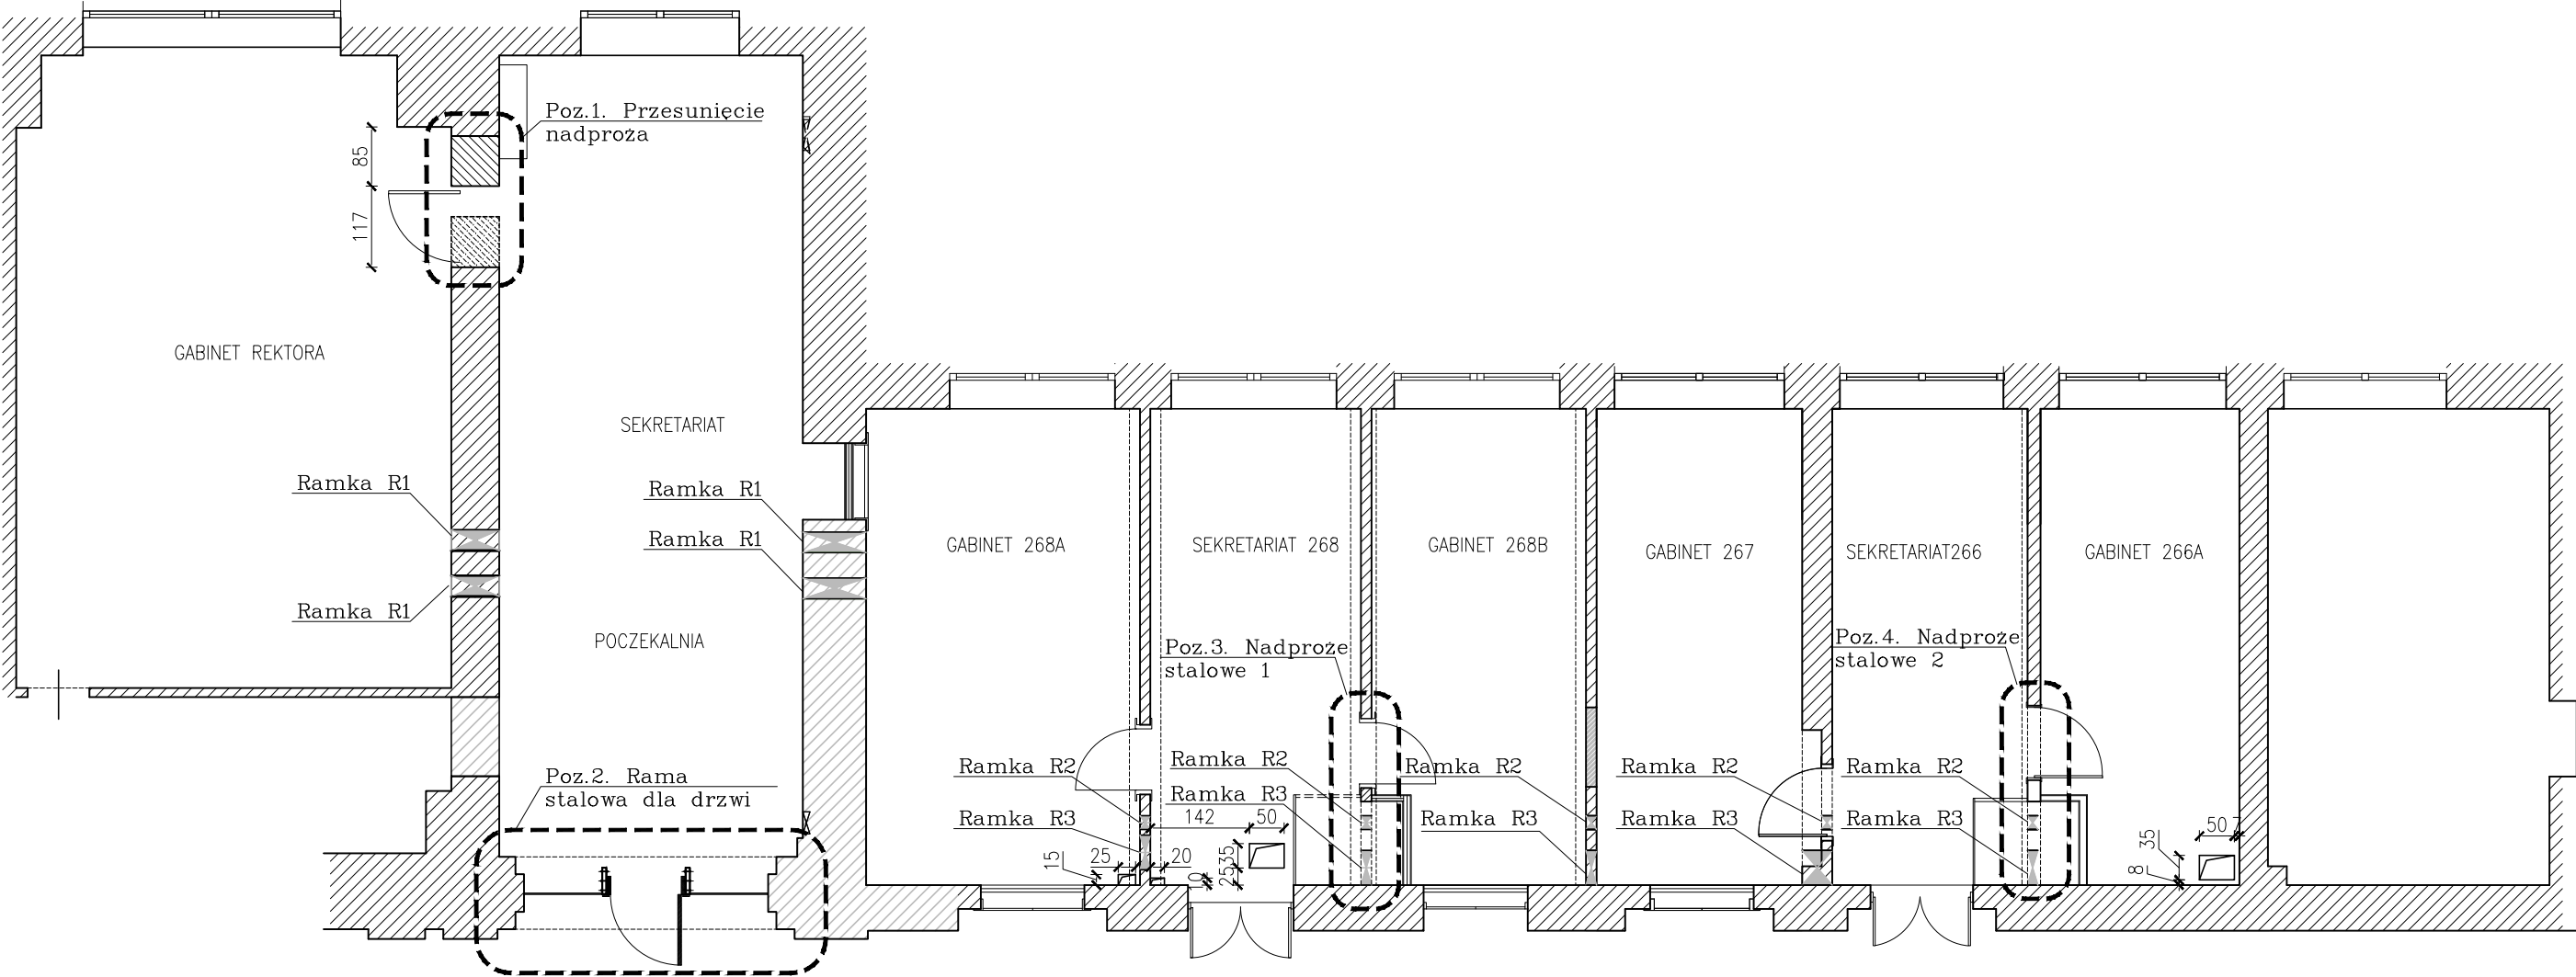 Poz.1. Przesunięcie
nadproża
85
117
GABINET REKTORA
SEKRETARIAT
Ramka R1
Ramka R1
Ramka R1
Ramka R1
POCZEKALNIA
Poz.2. Rama
stalowa dla drzwi
GABINET 268A
SEKRETARIAT 268
GABINET 268B
GABINET 267
SEKRETARIAT266
GABINET 266A
Poz.3. Nadproże
stalowe 1
Poz.4. Nadproże
stalowe 2
Ramka R2
Ramka R2
Ramka R2
Ramka R2
Ramka R2
Ramka R3
Ramka R3
Ramka R3
Ramka R3
Ramka R3
142
50
25
20
15
10
25
35
50
7
35
8